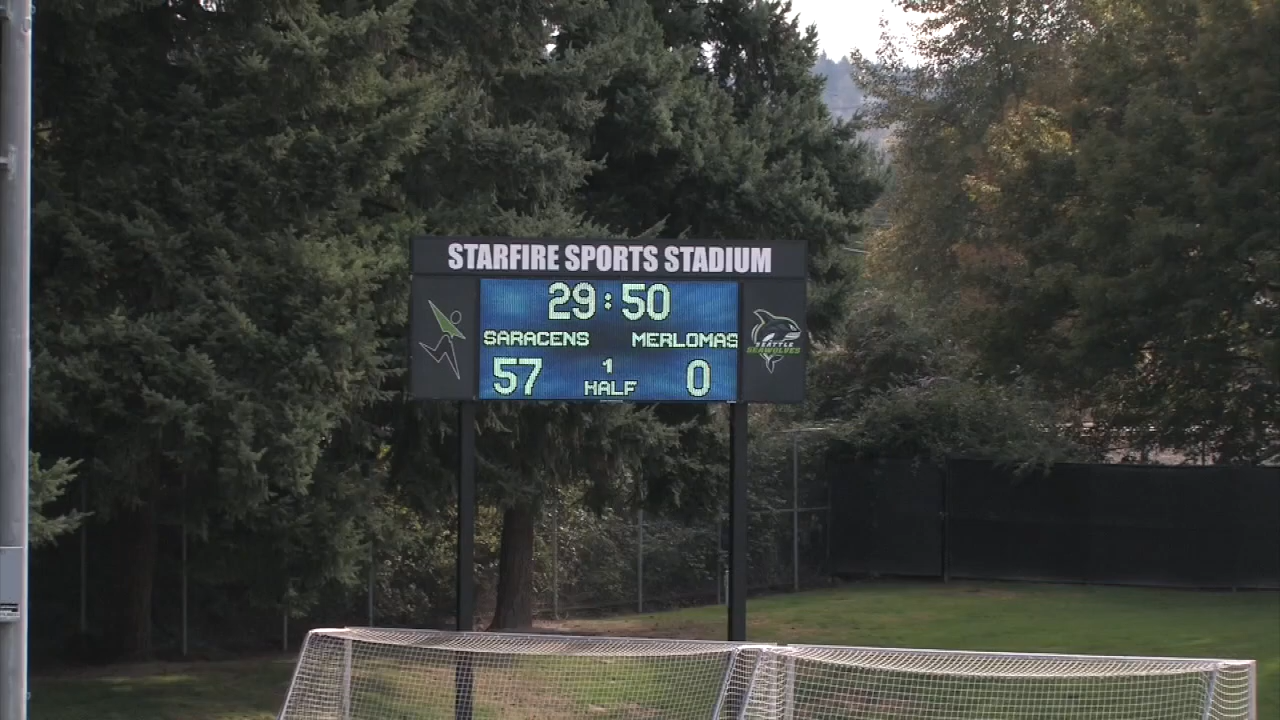 STARFIRE SPORTS STADIUM
29:50
SARACENS MERLOMAS
57 1 0
HALF
SEATTLE
SEAWOLVES